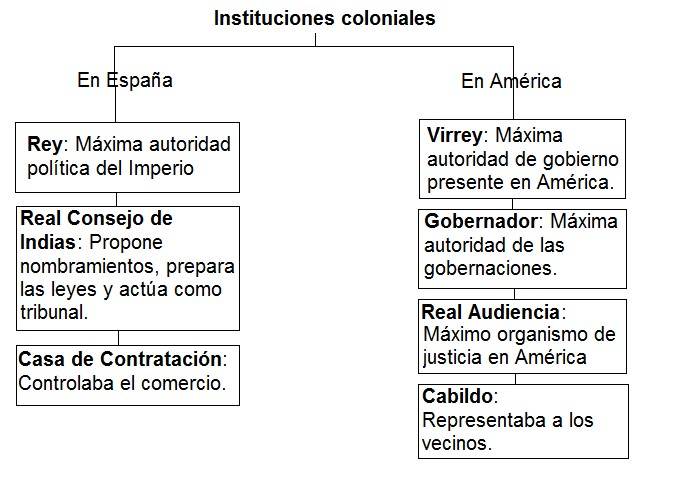 Instituciones coloniales
En España
Rey: Máxima autoridad
política del Imperio
Real Consejo de
Indias: Propone
nombramientos, prepara
las leyes y actúa como
tribunal.
Casa de Contratación:
Controlaba el comercio.
En América
Virrey: Máxima
autoridad de gobierno
presente en América.
Gobernador: Máxima
autoridad de las
gobernaciones.
Real Audiencia:
Máximo organismo de
justicia en América
Cabildo:
Representaba a los
vecinos.